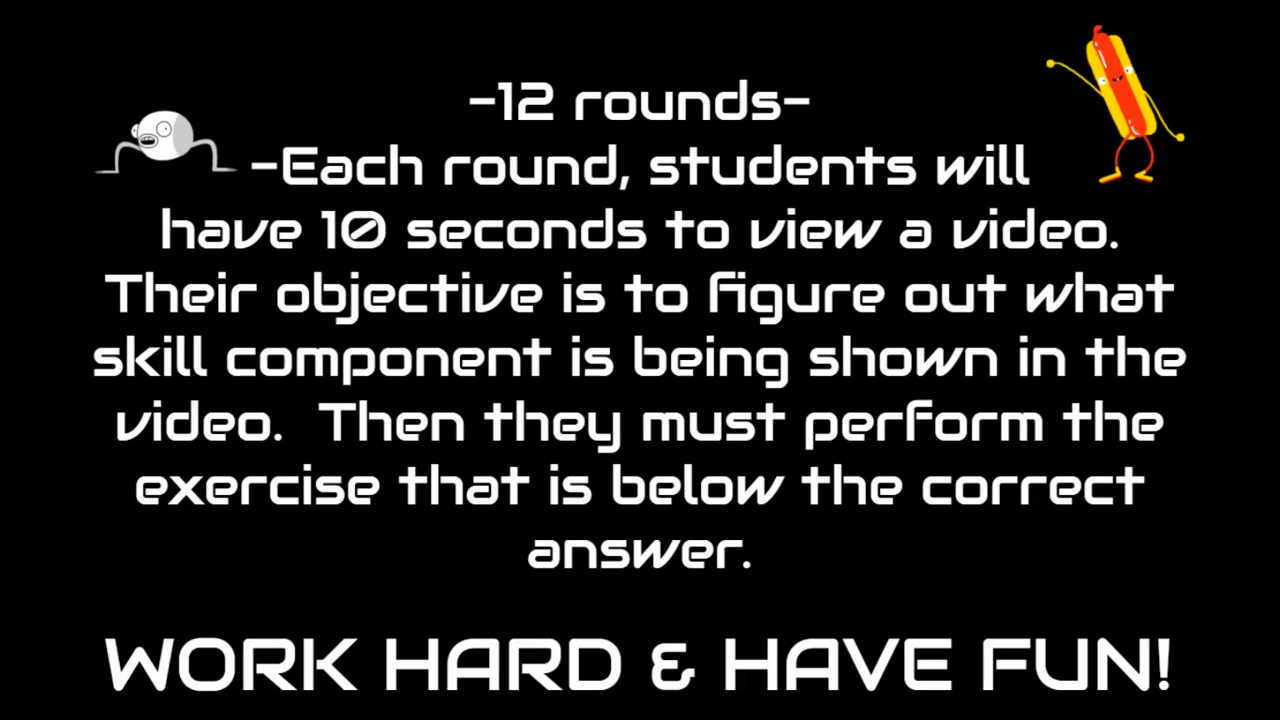 -12 rounds-
-Each round, students will
have 10 seconds to view a video.
Their objective is to figure out what
skill component is being shown in the
video.  Then they must perform the
exercise that is below the correct
answer.
WORK HARD & HAVE FUN!